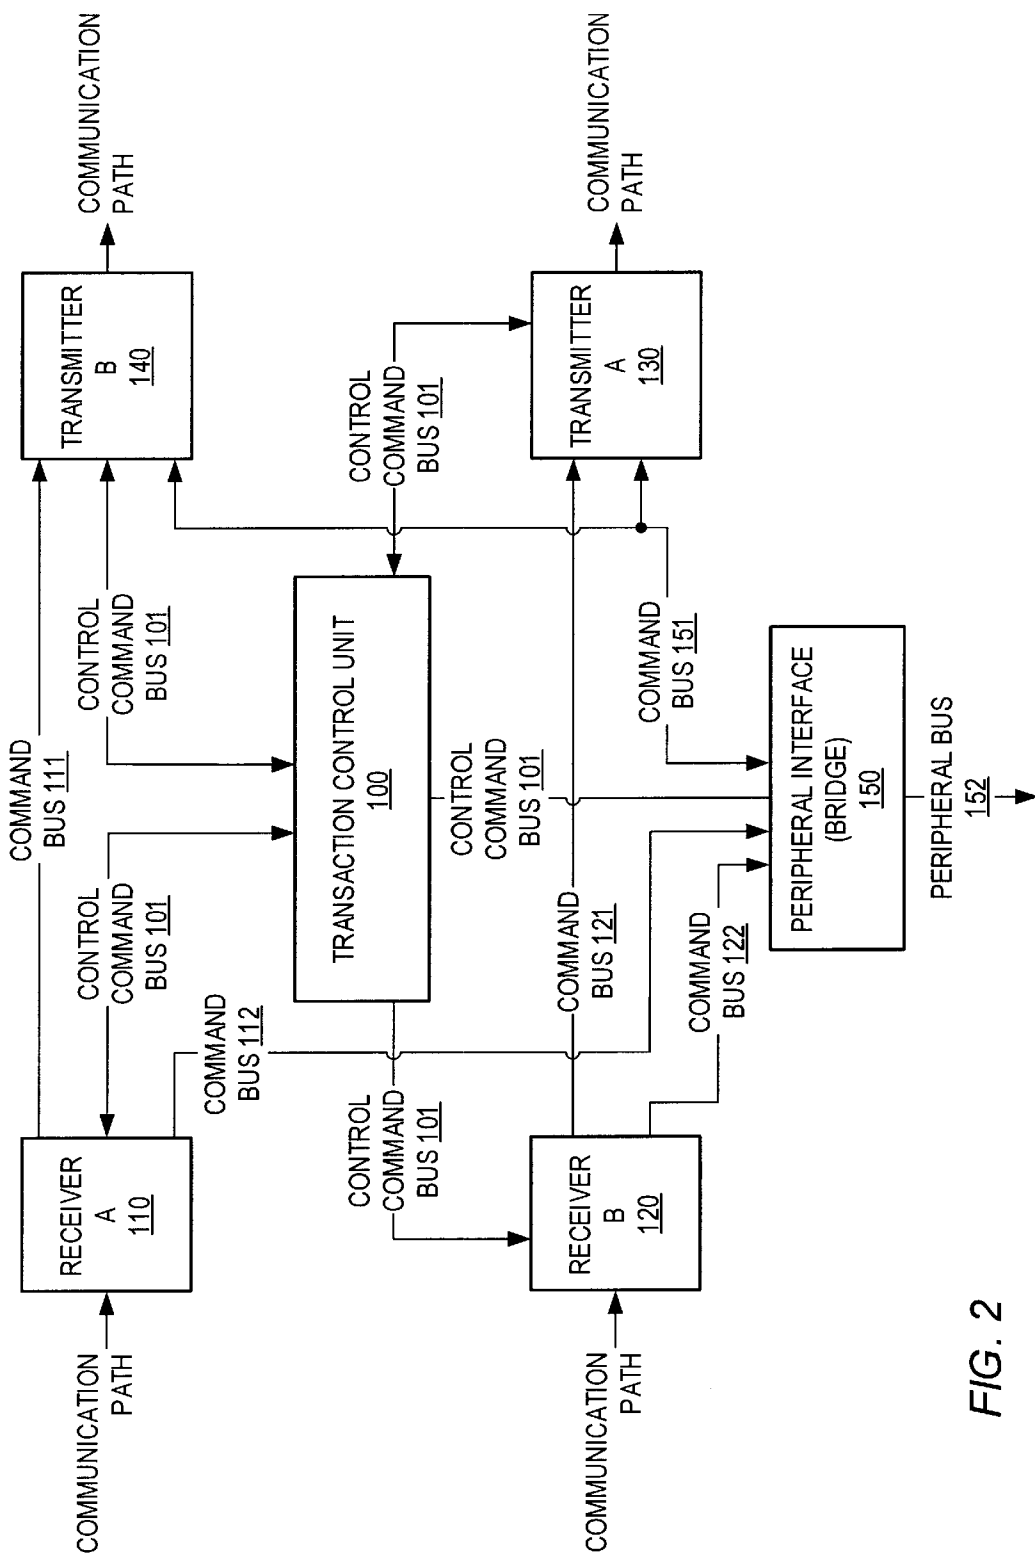 COMMUNICATION
PATH
RECEIVER
A
110
COMMAND
BUS 111
CONTROL
COMMAND
BUS 101
CONTROL
COMMAND
BUS 101
TRANSMITTER
B
140
COMMUNICATION
PATH
COMMAND
BUS 112
TRANSACTION CONTROL UNIT
100
CONTROL
COMMAND
BUS 101
CONTROL
COMMAND
BUS 101
CONTROL
COMMAND
BUS 101
COMMUNICATION
PATH
RECEIVER
B
120
COMMAND
BUS 121
TRANSMITTER
A
130
COMMUNICATION
PATH
COMMAND
BUS 122
COMMAND
BUS 151
PERIPHERAL INTERFACE
(BRIDGE)
150
PERIPHERAL BUS
152
FIG. 2